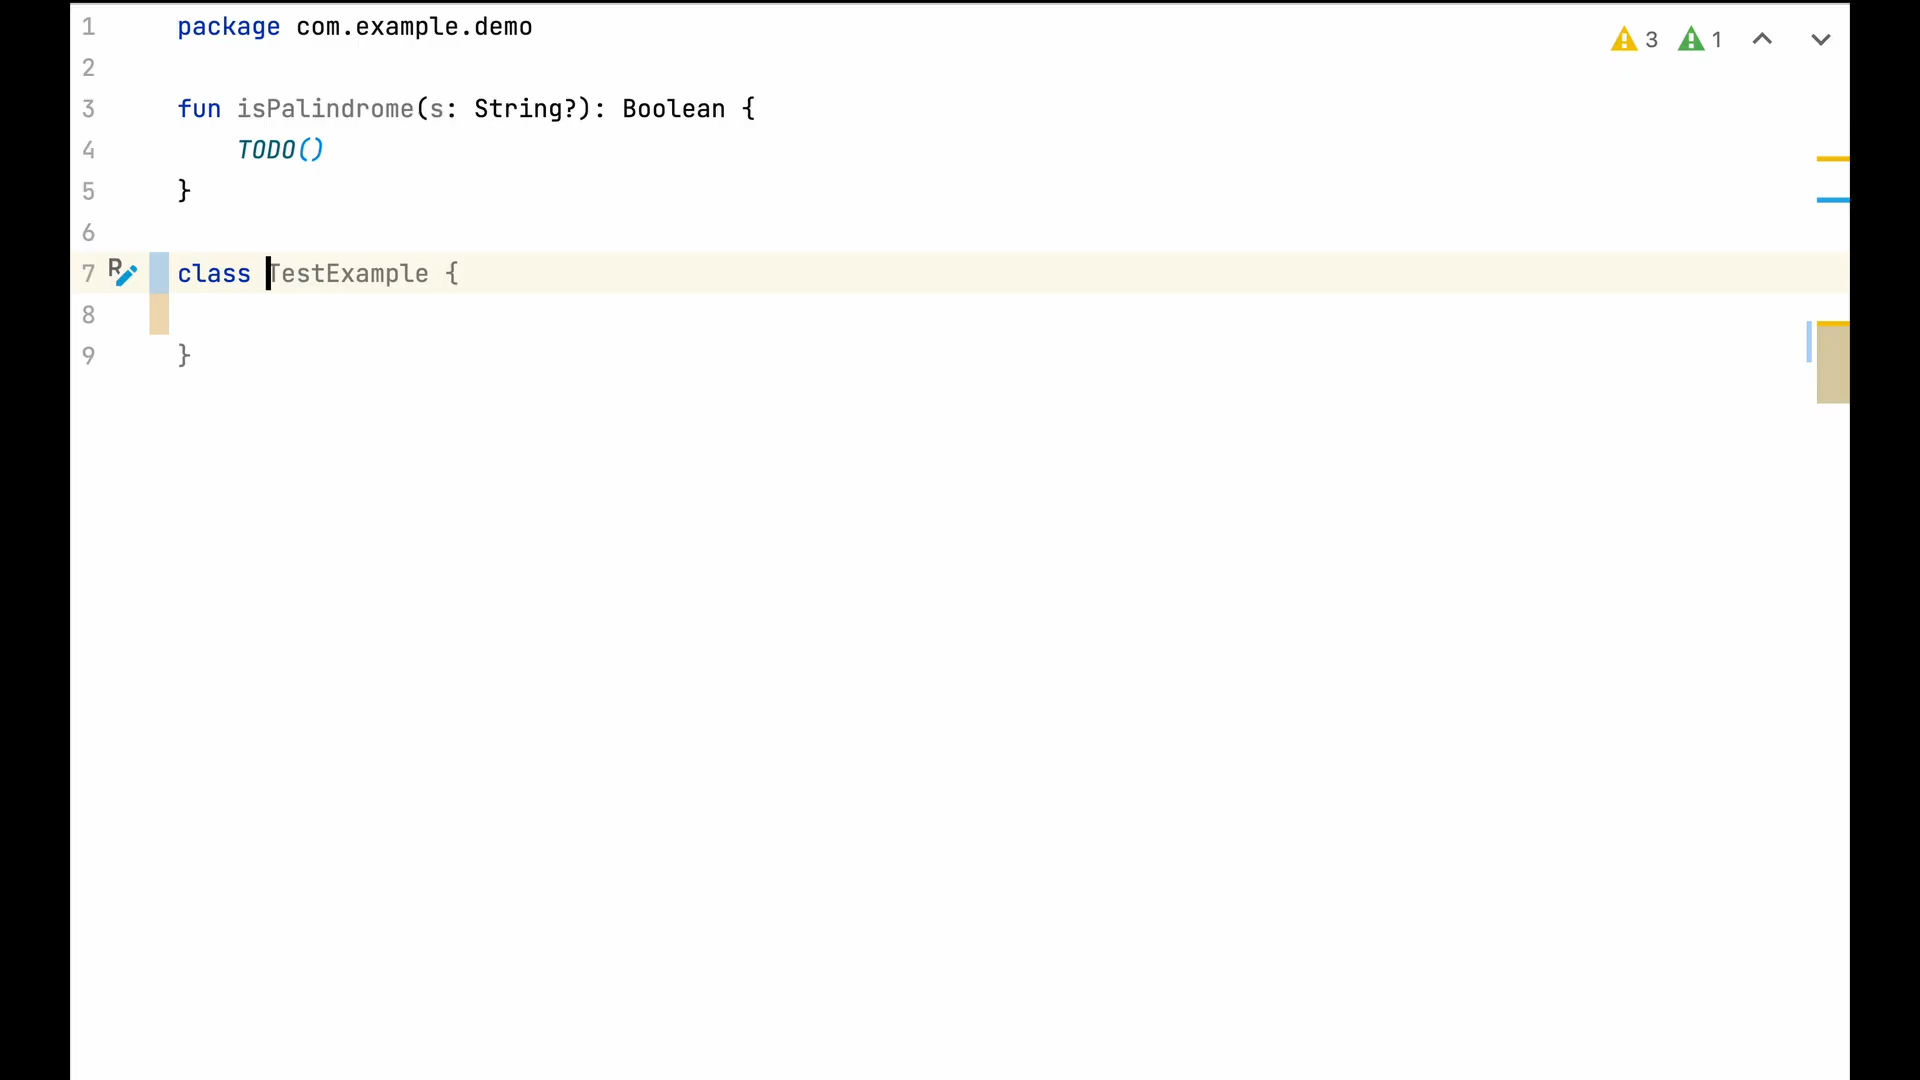 1 package com.example.demo
3 1
2
3 fun isPalindrome(s: String?): Boolean {
4 TODO()
5 }
6
7 R class TestExample {
8
9 }